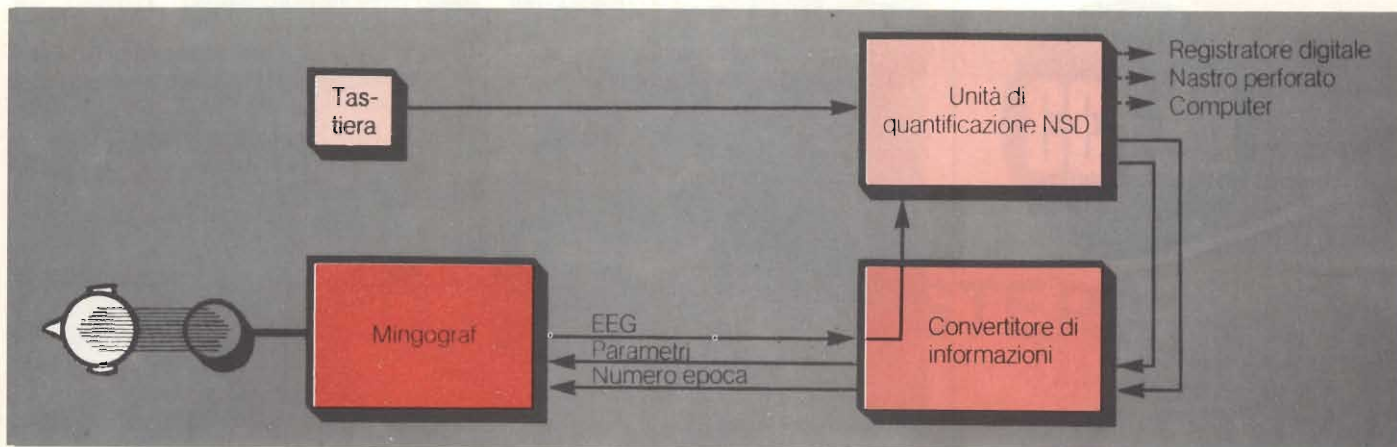 Tas-
tiera
Unità di
quantificazione NSD
Registratore digitale
Nastro perforato
Computer
Mingograf
EEG
Parametri
Numero epoca
Convertitore di
informazioni